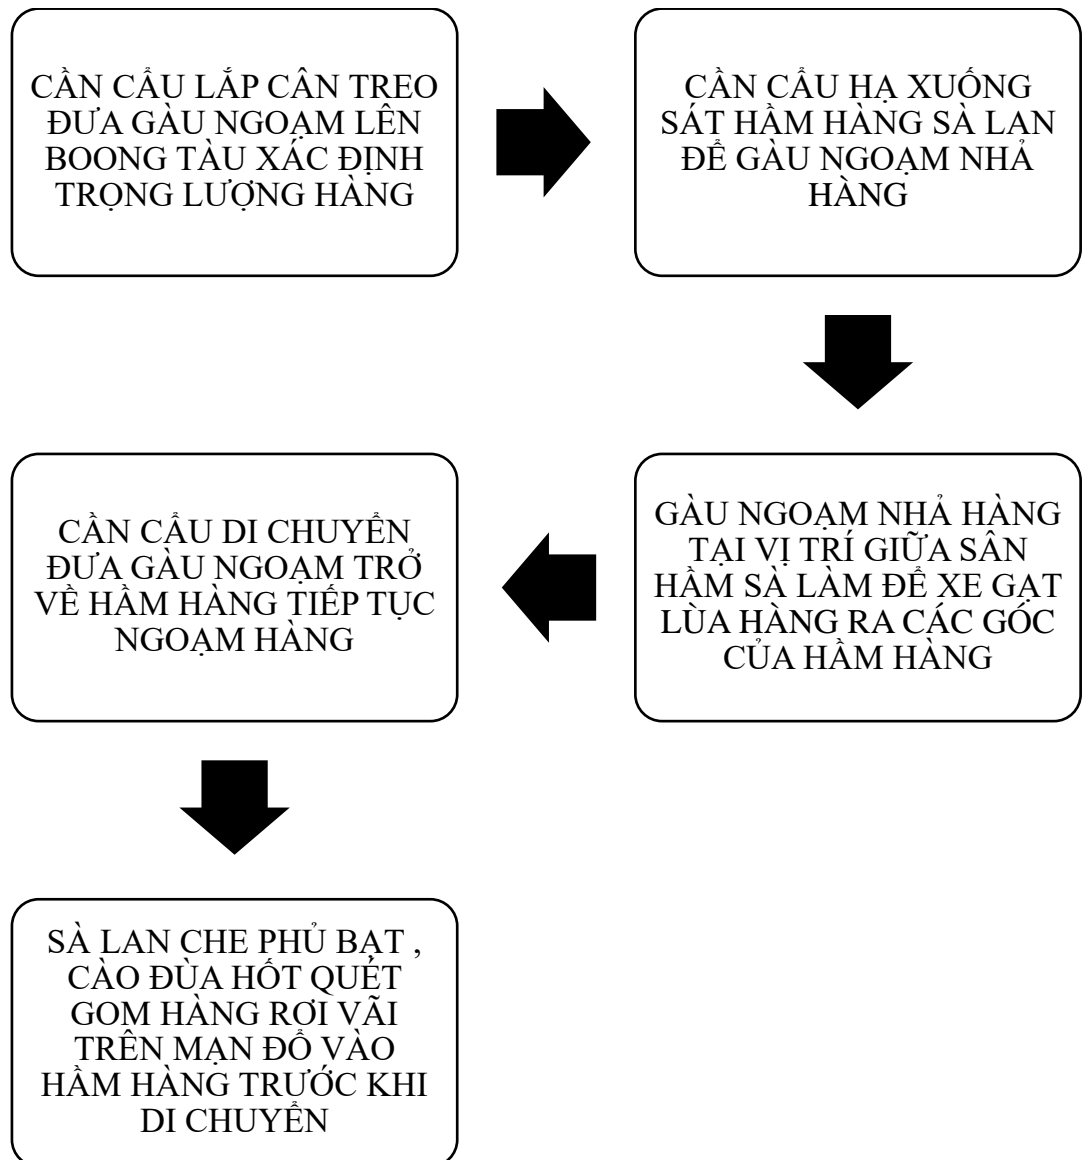 CẦN CẨU LẮP CÂN TREO
ĐƯA GÀU NGOẠM LÊN
BOONG TÀU XÁC ĐỊNH
TRỌNG LƯỢNG HÀNG
CẦN CẨU HẠ XUỐNG
SÁT HẦM HÀNG SÀ LAN
ĐỂ GÀU NGOẠM NHẢ
HÀNG
GÀU NGOẠM NHẢ HÀNG
TẠI VỊ TRÍ GIỮA SÂN
HẦM SÀ LÀM ĐỂ XE GẠT
LÙA HÀNG RA CÁC GÓC
CỦA HẦM HÀNG
CẦN CẨU DI CHUYỂN
ĐƯA GÀU NGOẠM TRỞ
VỀ HẦM HÀNG TIẾP TỤC
NGOẠM HÀNG
SÀ LAN CHE PHỦ BẠT ,
CÀO ĐÙA HỐT QUÉT
GOM HÀNG RƠI VÃI
TRÊN MẠN ĐỔ VÀO
HẦM HÀNG TRƯỚC KHI
DI CHUYỂN